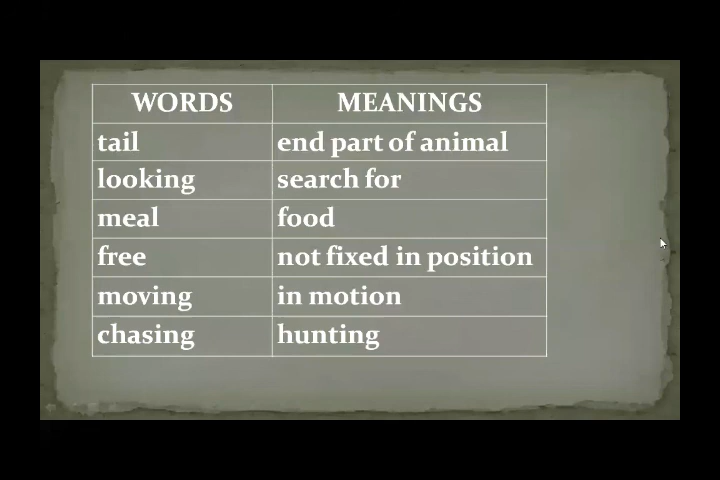 WORDS MEANINGS
tail end part of animal
looking search for
meal food
free not fixed in position
moving in motion
chasing hunting